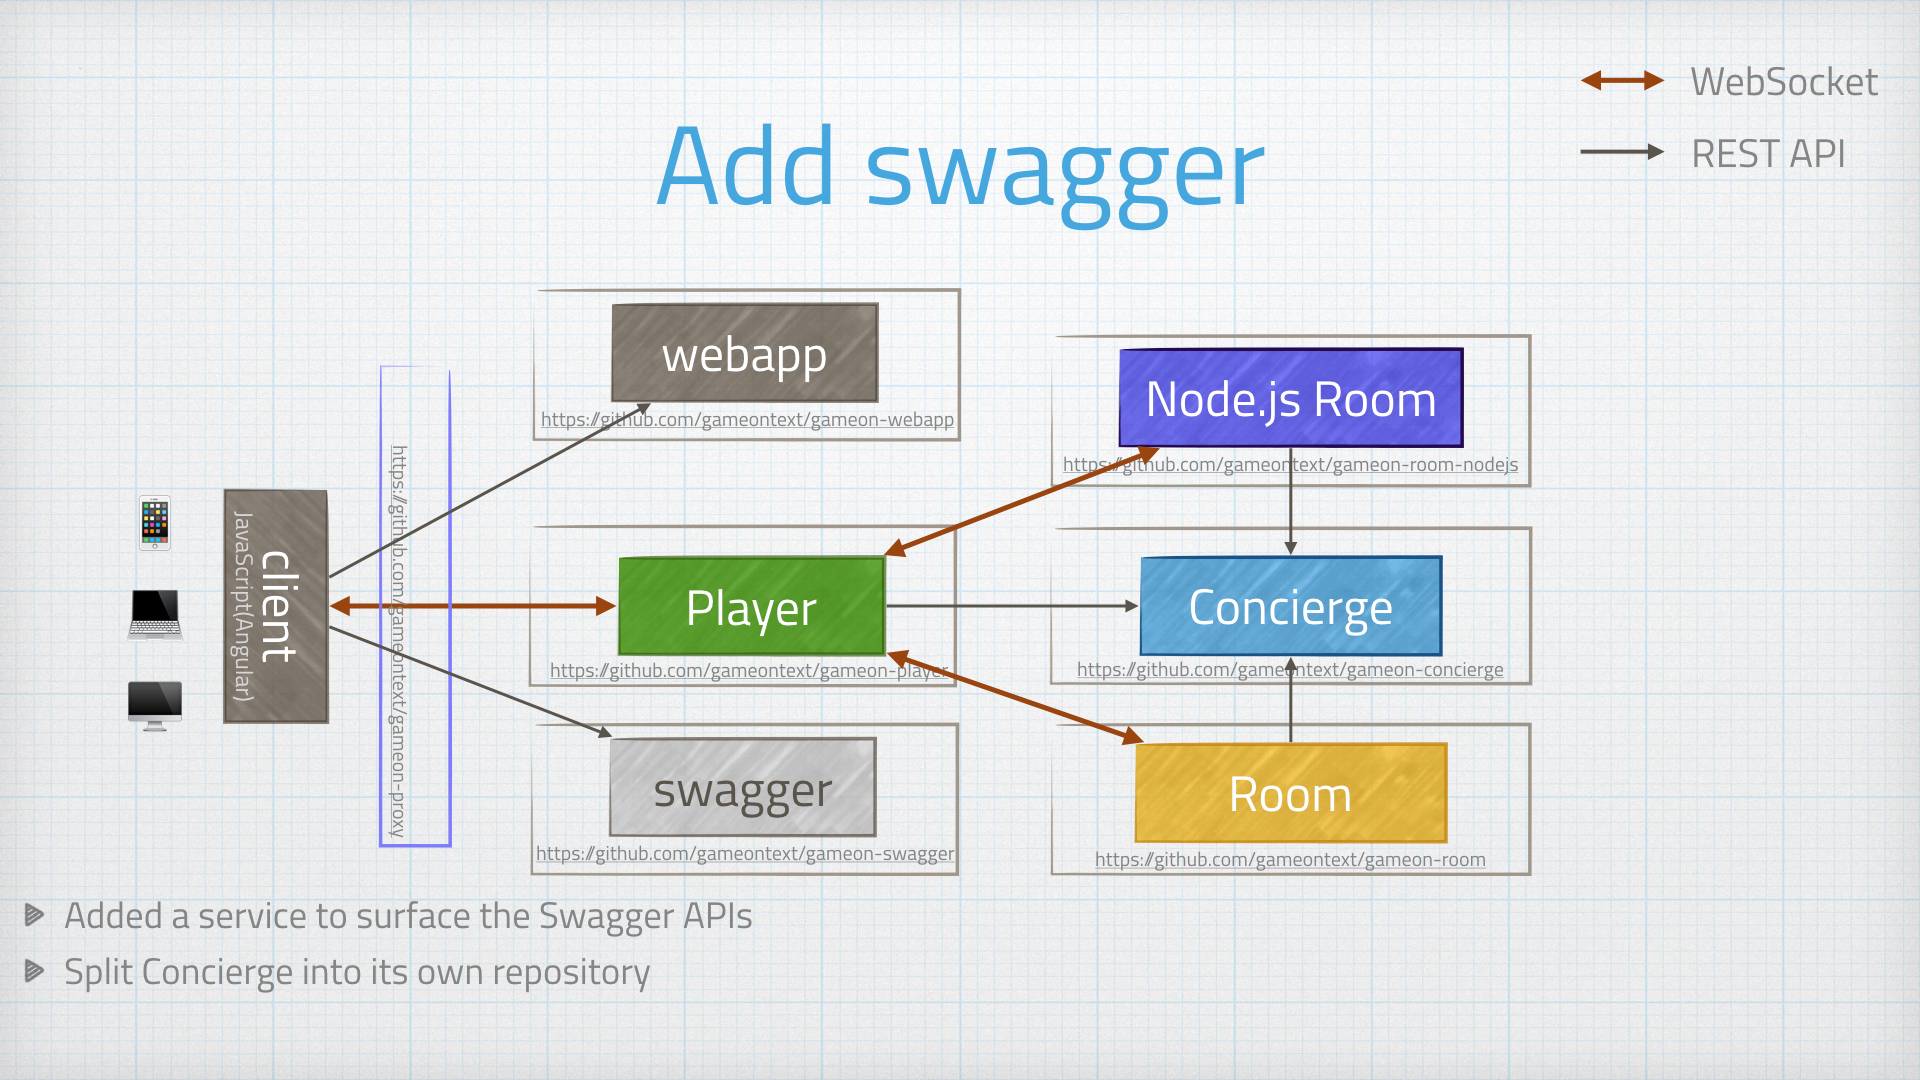 WebSocket
REST API
Add swagger
webapp
https://github.com/gameontext/gameon-webapp
Node.js Room
https://github.com/gameontext/gameon-room-nodejs
client
JavaScript(Angular)
https://github.com/gameontext/gameon-proxy
Player
https://github.com/gameontext/gameon-player
Concierge
https://github.com/gameontext/gameon-concierge
swagger
https://github.com/gameontext/gameon-swagger
Room
https://github.com/gameontext/gameon-room
Added a service to surface the Swagger APIs
Split Concierge into its own repository